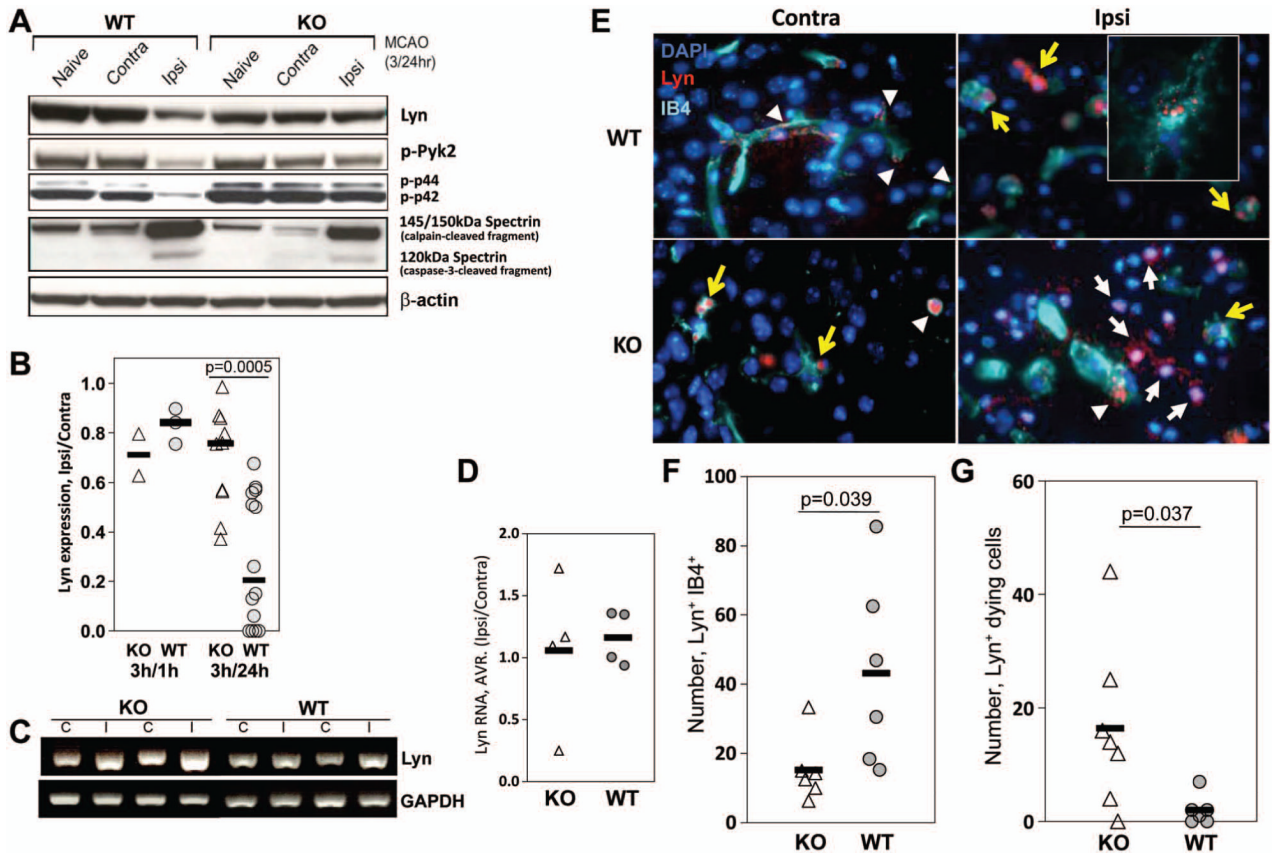 A
WT KO
Naive Contra Ipsi Naive Contra Ipsi
MCAO
(3/24hr)
Lyn
p-Pyk2
p-p44
p-p42
145/150kDa Spectrin
(calpain-cleaved fragment)
120kDa Spectrin
(caspase-3-cleaved fragment)
β-actin
B
Lyn expression, Ipsi/Contra
p=0.0005
1.0
0.8
0.6
0.4
0.2
0.0
KO WT KO WT
3h/1h 3h/24h
C
KO WT
C I C I C I C I
Lyn
GAPDH
D
Lyn RNA, AVR. (Ipsi/Contra)
2.0
1.5
1.0
0.5
0.0
KO WT
E
Contra Ipsi
DAPI
Lyn
IB4
WT
KO
F
Number, Lyn⁺ IB4⁺
p=0.039
100
80
60
40
20
0
KO WT
G
Number, Lyn⁺ dying cells
p=0.037
60
40
20
0
KO WT